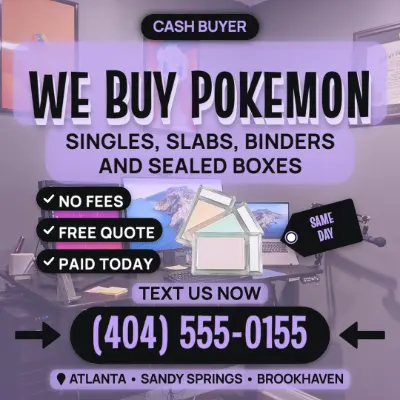 CASH BUYER
WE BUY POKEMON
SINGLES, SLABS, BINDERS
AND SEALED BOXES
✓ NO FEES
✓ FREE QUOTE
✓ PAID TODAY
SAME
DAY
TEXT US NOW
(404) 555-0155
ATLANTA • SANDY SPRINGS • BROOKHAVEN